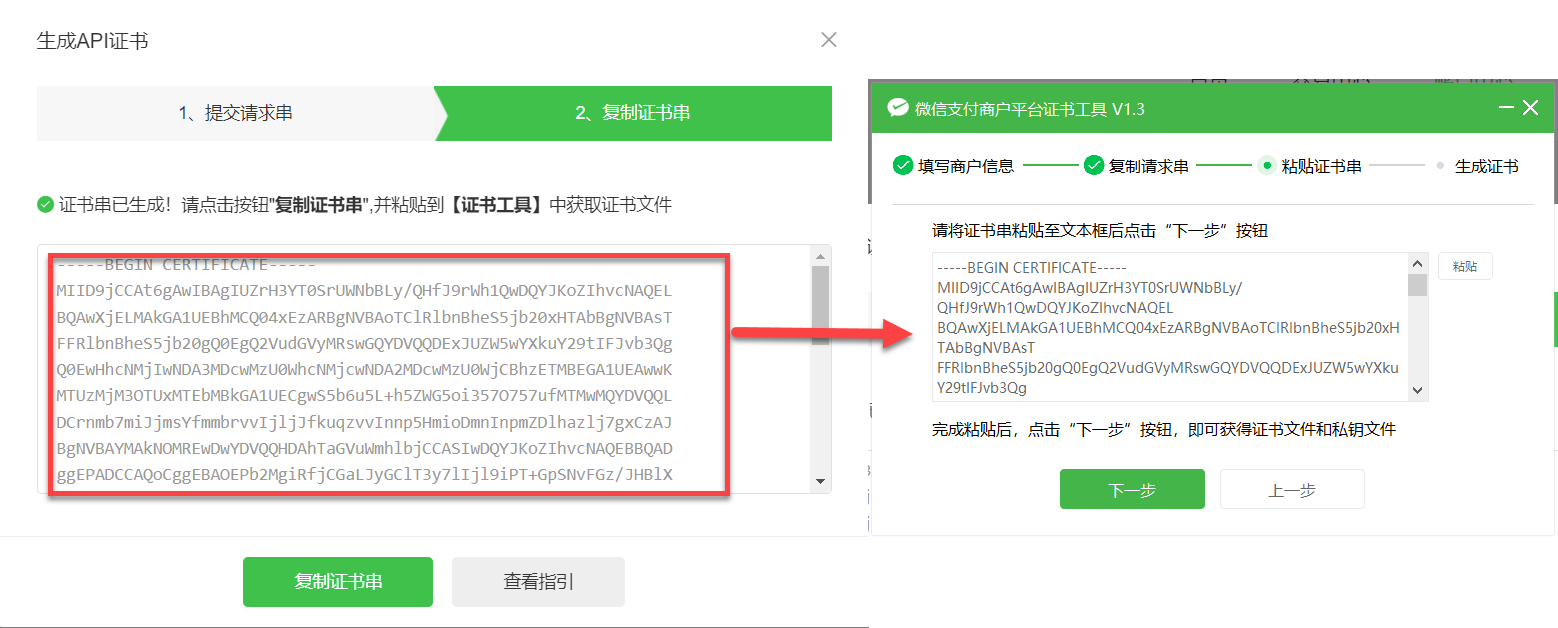 生成API证书
1、提交请求串
2、复制证书串
证书串已生成！请点击按钮"复制证书串",并粘贴到【证书工具】中获取证书文件
-----BEGIN CERTIFICATE-----
MIID9jCCAt6gAwIBAgIUZrH3YT0SrUWNbBLy/QHfJ9rWh1QwDQYJKoZIhvcNAQEL
BQAwXjELMAkGA1UEBhMCQ04xEzARBgNVBAoTClRlbnBheS5jb20xHTAbBgNVBAsT
FFRlbnBheS5jb20gQ0EgQ2VudGVyMRswGQYDVQQDExJUZW5wYXkuY29tIFJvb3Qg
Q0EwHhcNMjIwNDA3MDcwMzU0WhcNMjcwNDA2MDcwMzU0WjCBhzETMBEGA1UEAwwK
MTUzMjM3OTUxMTEbMBkGA1UECgwS5b6u5L+h5ZWG5oi357O757ufMTMwMQYDVQQL
DCrnmb7miJjmsYfmmbrvvIjljJfkuqzvvInnp5HmioDmnInpmZDlhazlj7gxCzAJ
BgNVBAYMAkNOMREwDwYDVQQHDAhTaGVuWmhlbjCCASIwDQYJKoZIhvcNAQEBBQAD
ggEPADCCAQoCggEBAOEPb2MgiRfjCGaLJyGClT3y7lIjl9iPT+GpSNvFGz/JHBlX
复制证书串
查看指引
微信支付商户平台证书工具 V1.3
填写商户信息
复制请求串
粘贴证书串
生成证书
请将证书串粘贴至文本框后点击“下一步”按钮
-----BEGIN CERTIFICATE-----
MIID9jCCAt6gAwIBAgIUZrH3YT0SrUWNbBLy/
QHfJ9rWh1QwDQYJKoZIhvcNAQEL
BQAwXjELMAkGA1UEBhMCQ04xEzARBgNVBAoTClRlbnBheS5jb20xH
TAbBgNVBAsT
FFRlbnBheS5jb20gQ0EgQ2VudGVyMRswGQYDVQQDExJUZW5wYXku
Y29tIFJvb3Qg
粘贴
完成粘贴后，点击“下一步”按钮，即可获得证书文件和私钥文件
下一步
上一步